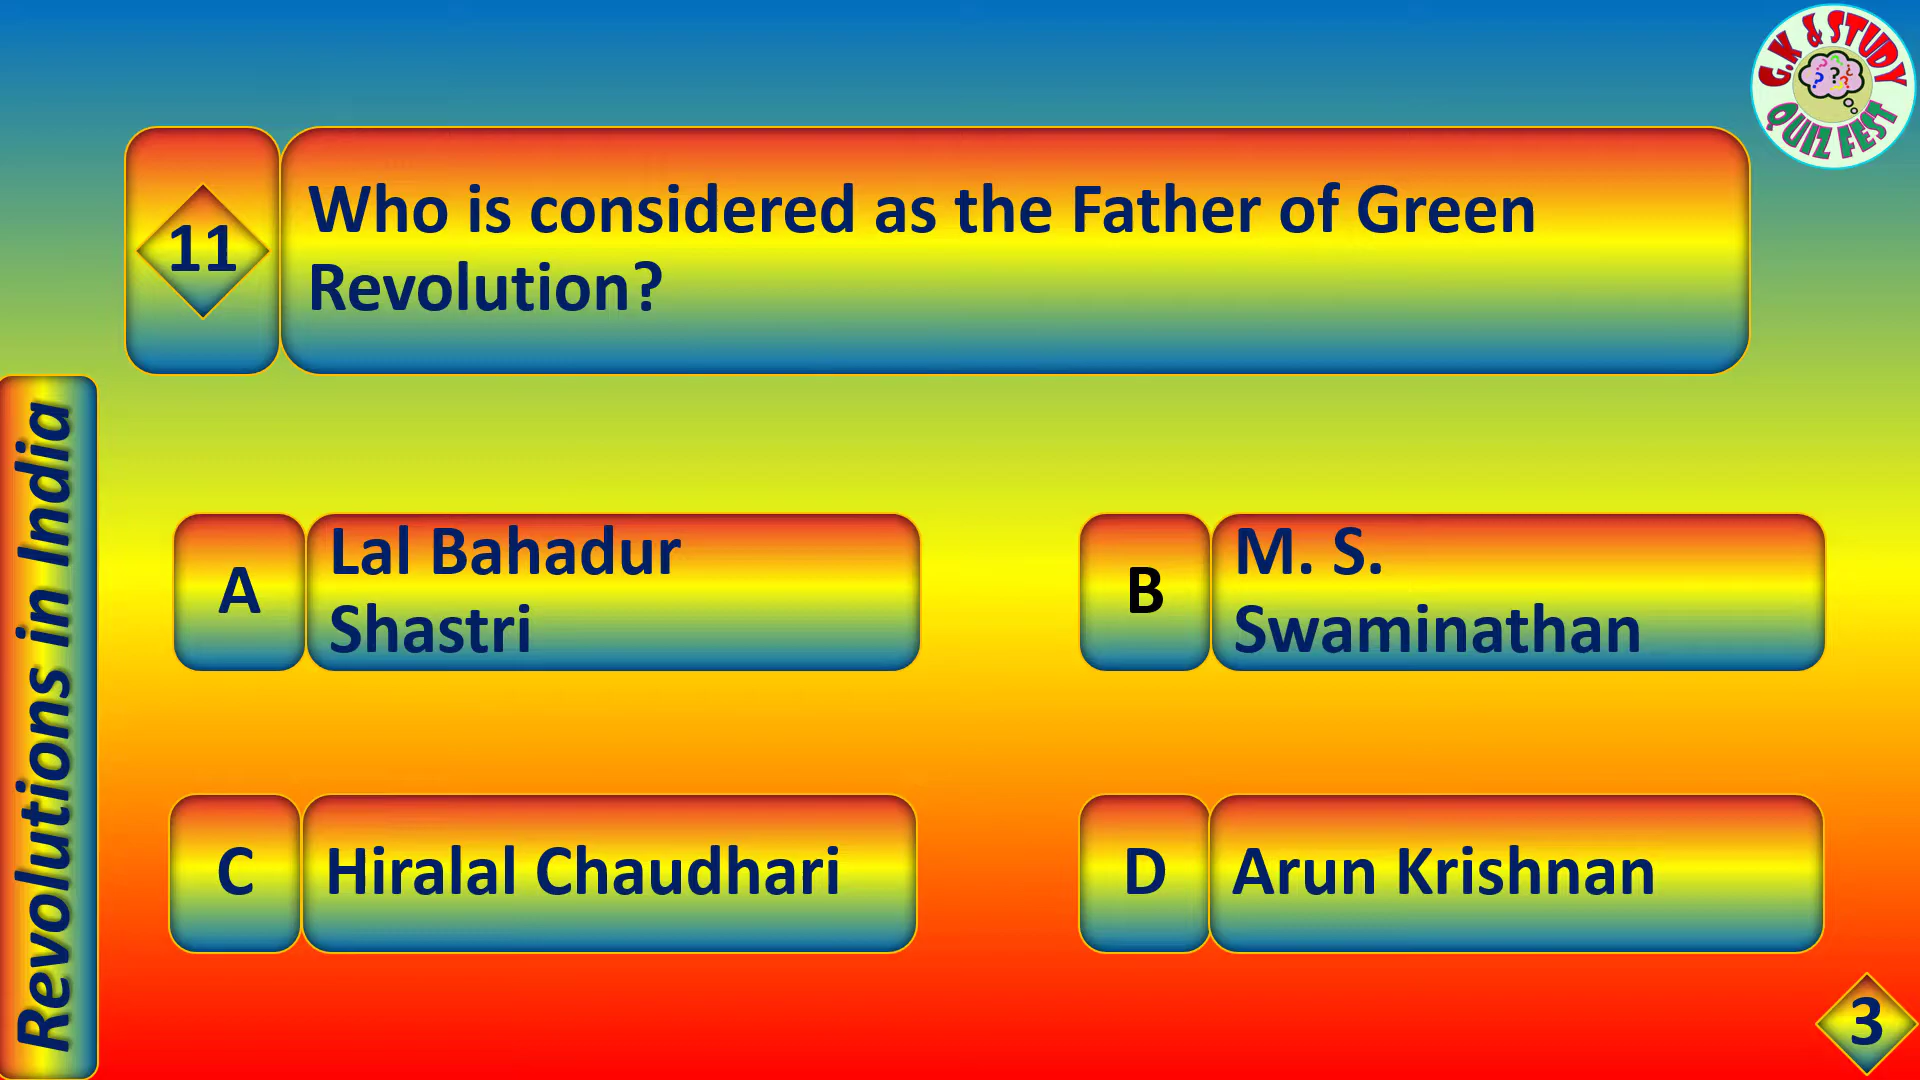 G.K & STUDY
QUIZ FEST
11
Who is considered as the Father of Green
Revolution?
Revolutions in India
A
Lal Bahadur
Shastri
B
M. S.
Swaminathan
C
Hiralal Chaudhari
D
Arun Krishnan
3